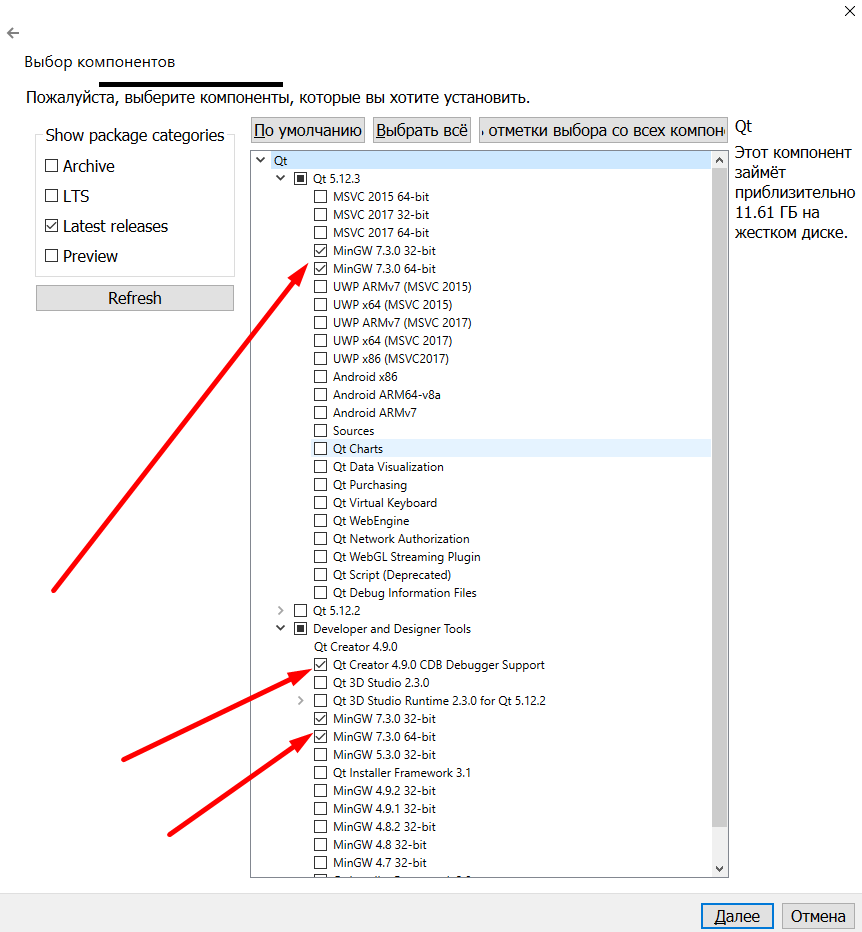 Выбор компонентов
Пожалуйста, выберите компоненты, которые вы хотите установить.
Show package categories
Archive
LTS
Latest releases
Preview
Refresh
По умолчанию
Выбрать всё
отметки выбора со всех компон
Qt
Qt 5.12.3
MSVC 2015 64-bit
MSVC 2017 32-bit
MSVC 2017 64-bit
MinGW 7.3.0 32-bit
MinGW 7.3.0 64-bit
UWP ARMv7 (MSVC 2015)
UWP x64 (MSVC 2015)
UWP ARMv7 (MSVC 2017)
UWP x64 (MSVC 2017)
UWP x86 (MSVC2017)
Android x86
Android ARM64-v8a
Android ARMv7
Sources
Qt Charts
Qt Data Visualization
Qt Purchasing
Qt Virtual Keyboard
Qt WebEngine
Qt Network Authorization
Qt WebGL Streaming Plugin
Qt Script (Deprecated)
Qt Debug Information Files
Qt 5.12.2
Developer and Designer Tools
Qt Creator 4.9.0
Qt Creator 4.9.0 CDB Debugger Support
Qt 3D Studio 2.3.0
Qt 3D Studio Runtime 2.3.0 for Qt 5.12.2
MinGW 7.3.0 32-bit
MinGW 7.3.0 64-bit
MinGW 5.3.0 32-bit
Qt Installer Framework 3.1
MinGW 4.9.2 32-bit
MinGW 4.9.1 32-bit
MinGW 4.8.2 32-bit
MinGW 4.8 32-bit
MinGW 4.7 32-bit
Qt
Этот компонент
займёт
приблизительно
11.61 ГБ на
жестком диске.
Далее
Отмена